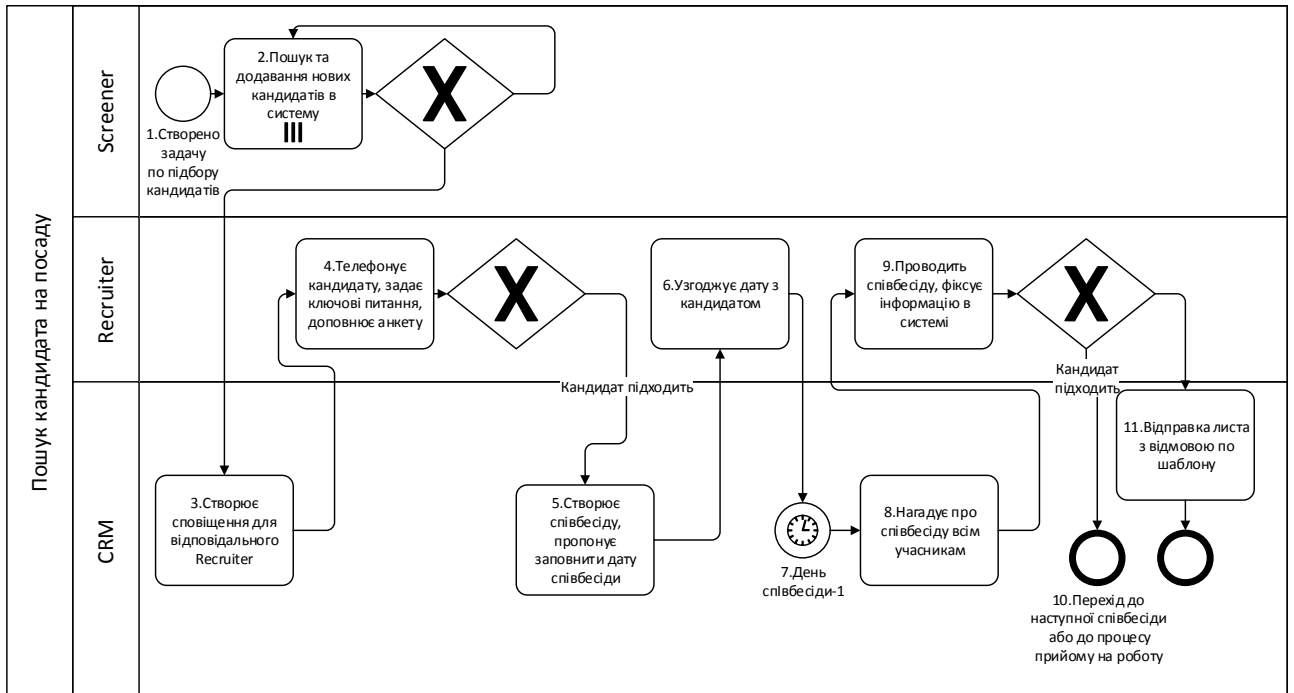 Пошук кандидата на посаду
Screener
1.Створено
задачу
по підбору
кандидатів
2.Пошук та
додавання нових
кандидатів в
систему
X
Recruiter
4.Телефонує
кандидату, задає
ключові питання,
доповнює анкету
X
Кандидат підходить
6.Узгоджує дату з
кандидатом
9.Проводить
співбесіду, фіксує
інформацію в
системі
X
Кандидат
підходить
CRM
3.Створює
сповіщення для
відповідального
Recruiter
5.Створює
співбесіду,
пропонує
заповнити дату
співбесіди
7.День
співбесіди-1
8.Нагадує про
співбесіду всім
учасникам
10.Перехід до
наступної співбесіди
або до процесу
прийому на роботу
11.Відправка листа
з відмовою по
шаблону